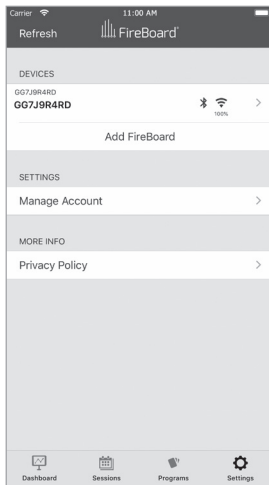 Carrier 11:00 AM
Refresh FireBoard
DEVICES
GG7J9R4RD
GG7J9R4RD
100%
Add FireBoard
SETTINGS
Manage Account
MORE INFO
Privacy Policy
Dashboard Sessions Programs Settings